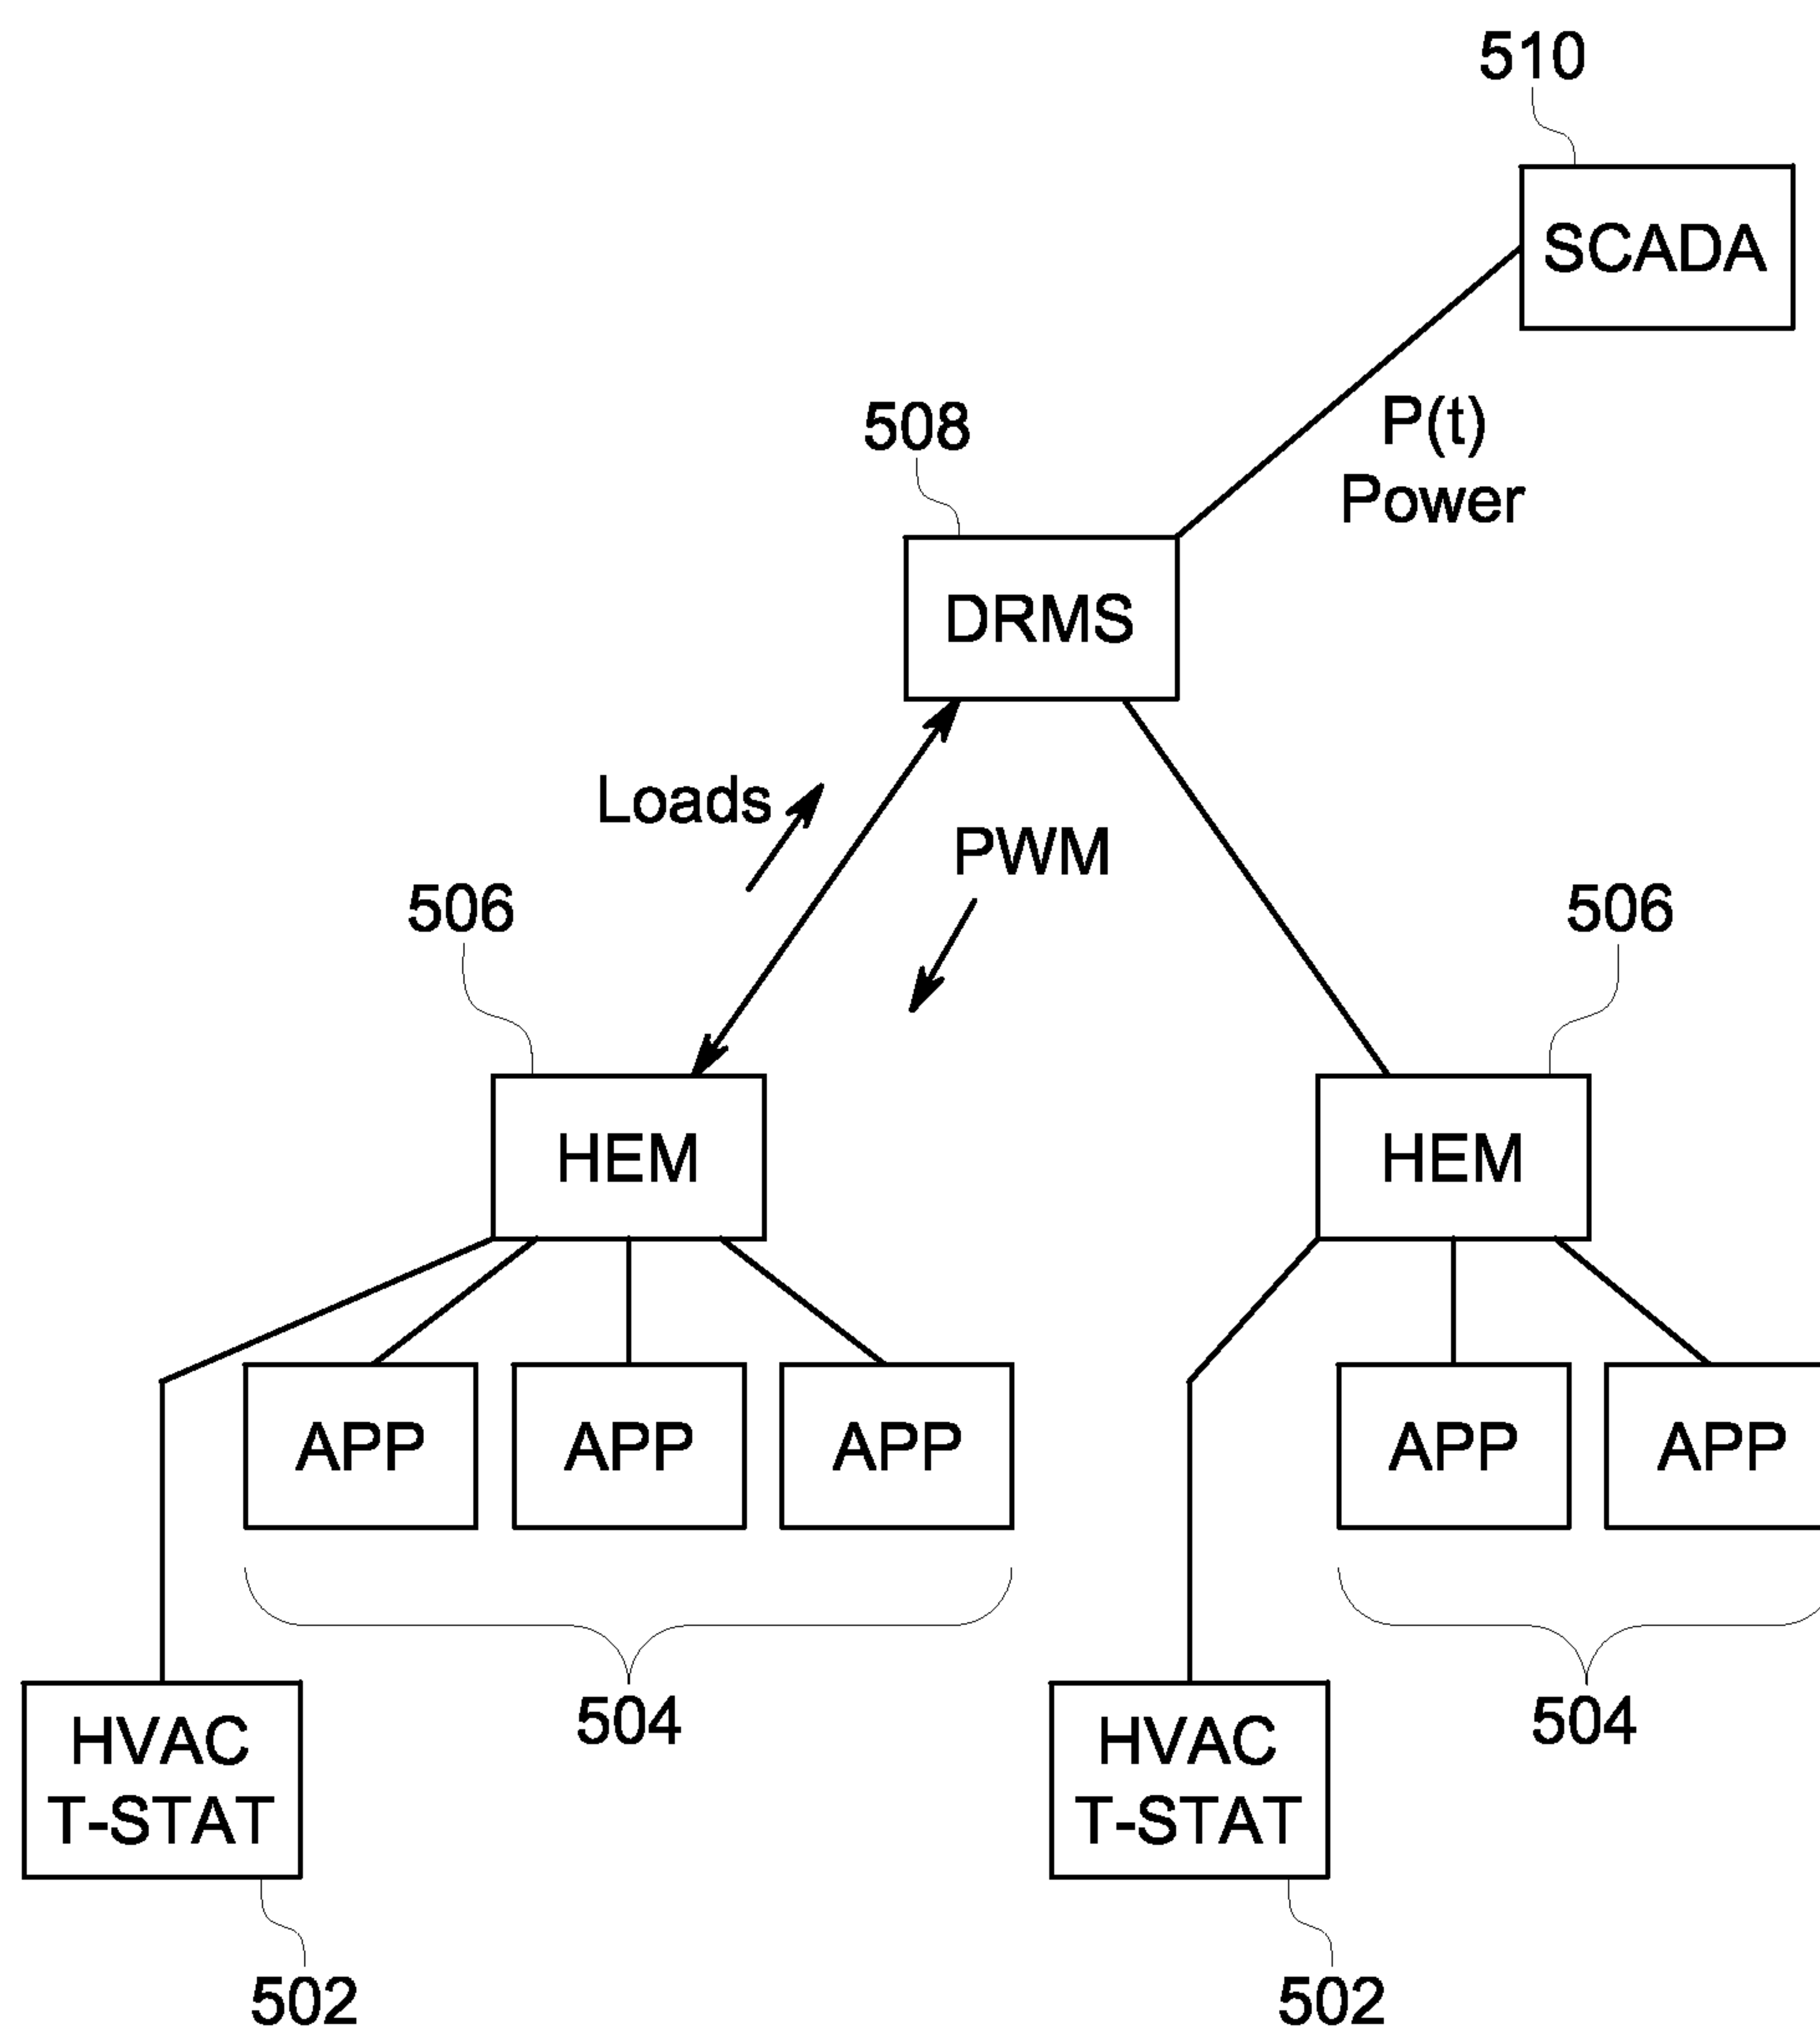 510
SCADA
P(t)
Power
508
DRMS
Loads
PWM
506
506
HEM
HEM
APP
APP
APP
APP
APP
504
504
HVAC
T-STAT
HVAC
T-STAT
502
502